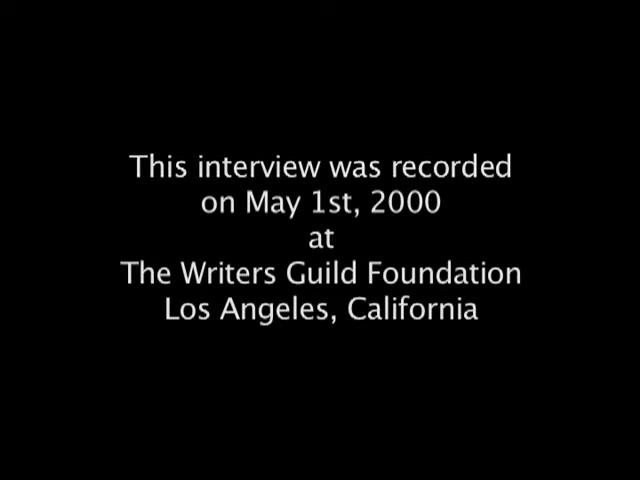 This interview was recorded
on May 1st, 2000
at
The Writers Guild Foundation
Los Angeles, California